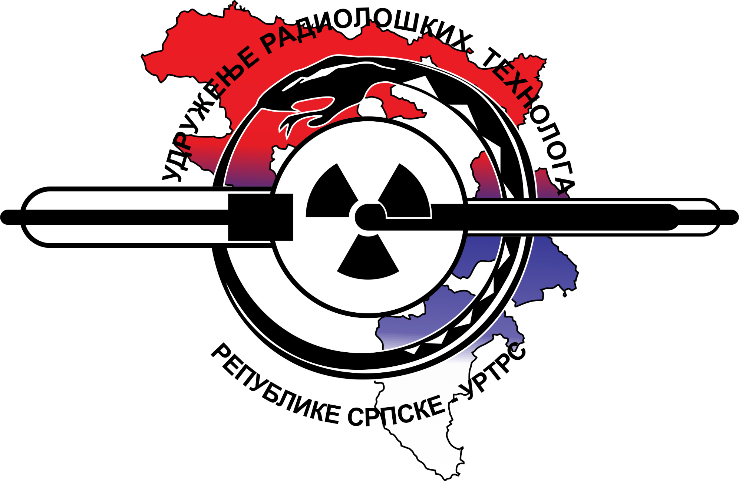 УДРУЖЕЊЕ РАДИОЛОШКИХ ТЕХНОЛОГА
РЕПУБЛИКЕ СРПСКЕ - УРТРС